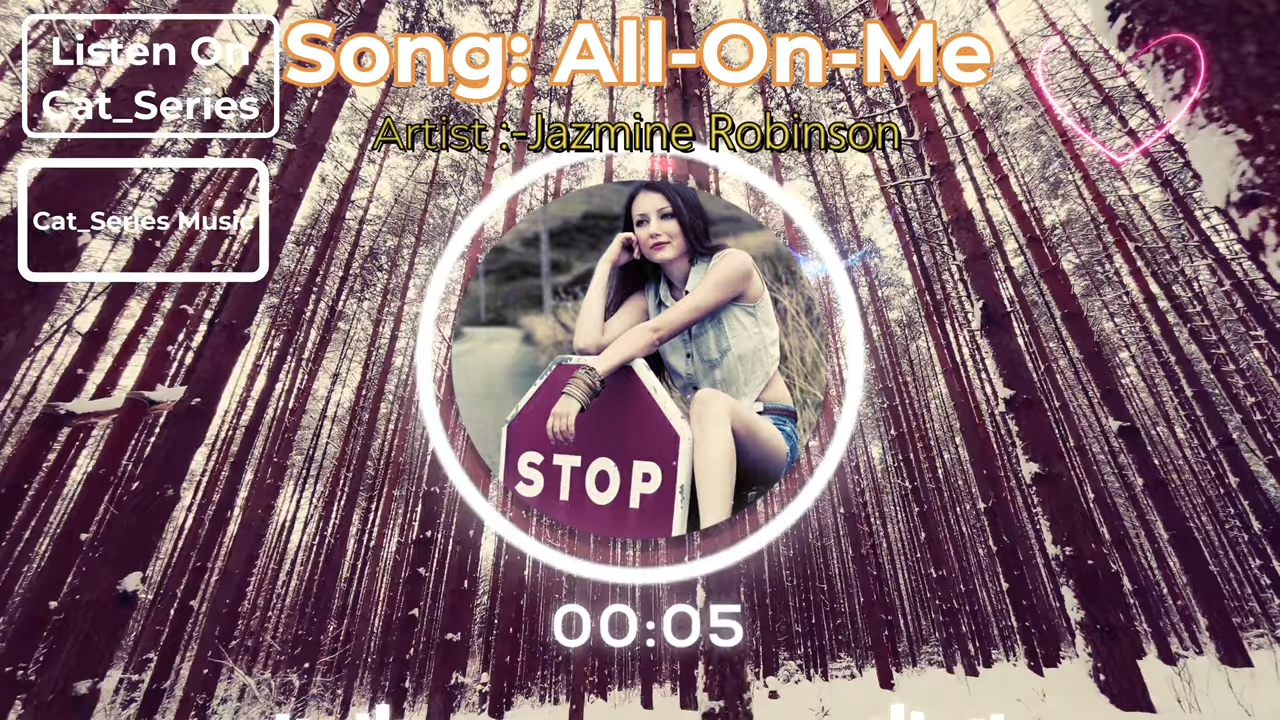 Listen On
Cat_Series
Song: All-On-Me
Artist :-Jazmine Robinson
Cat_Series Music
STOP
00:05